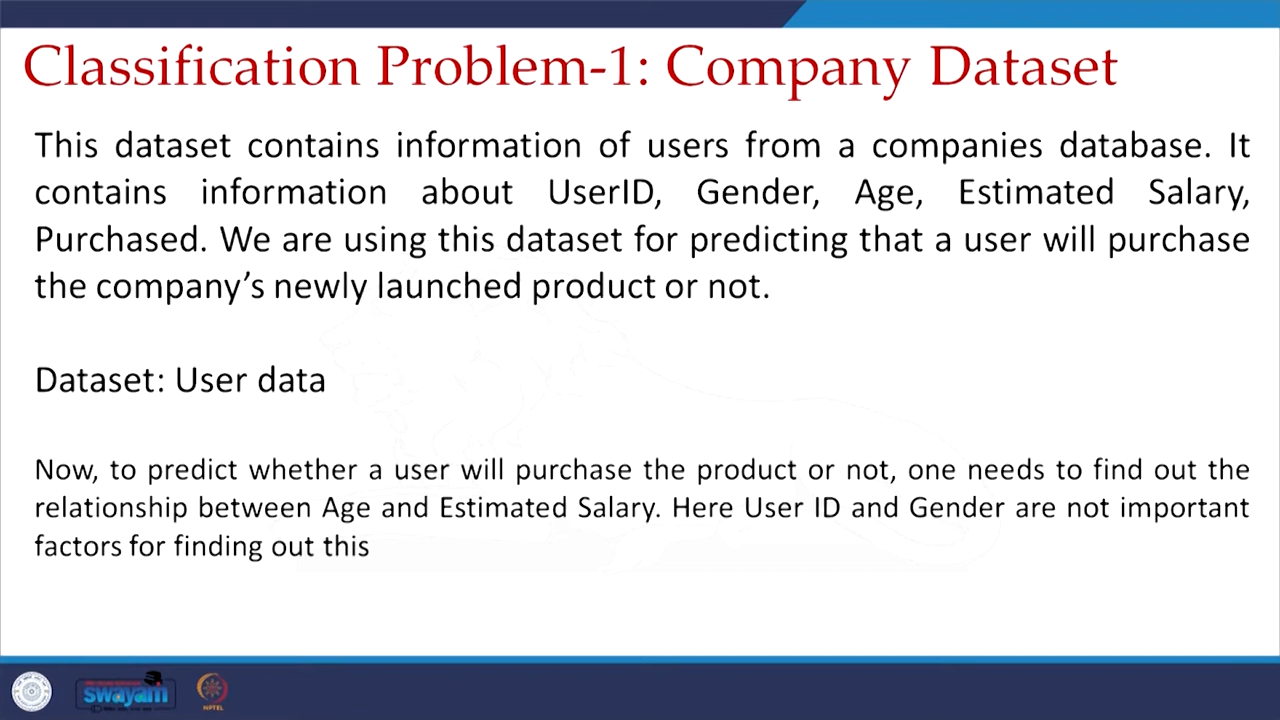 Classification Problem-1: Company Dataset
This dataset contains information of users from a companies database. It
contains information about UserID, Gender, Age, Estimated Salary,
Purchased. We are using this dataset for predicting that a user will purchase
the company’s newly launched product or not.
Dataset: User data
Now, to predict whether a user will purchase the product or not, one needs to find out the
relationship between Age and Estimated Salary. Here User ID and Gender are not important
factors for finding out this
swayam
NPTEL